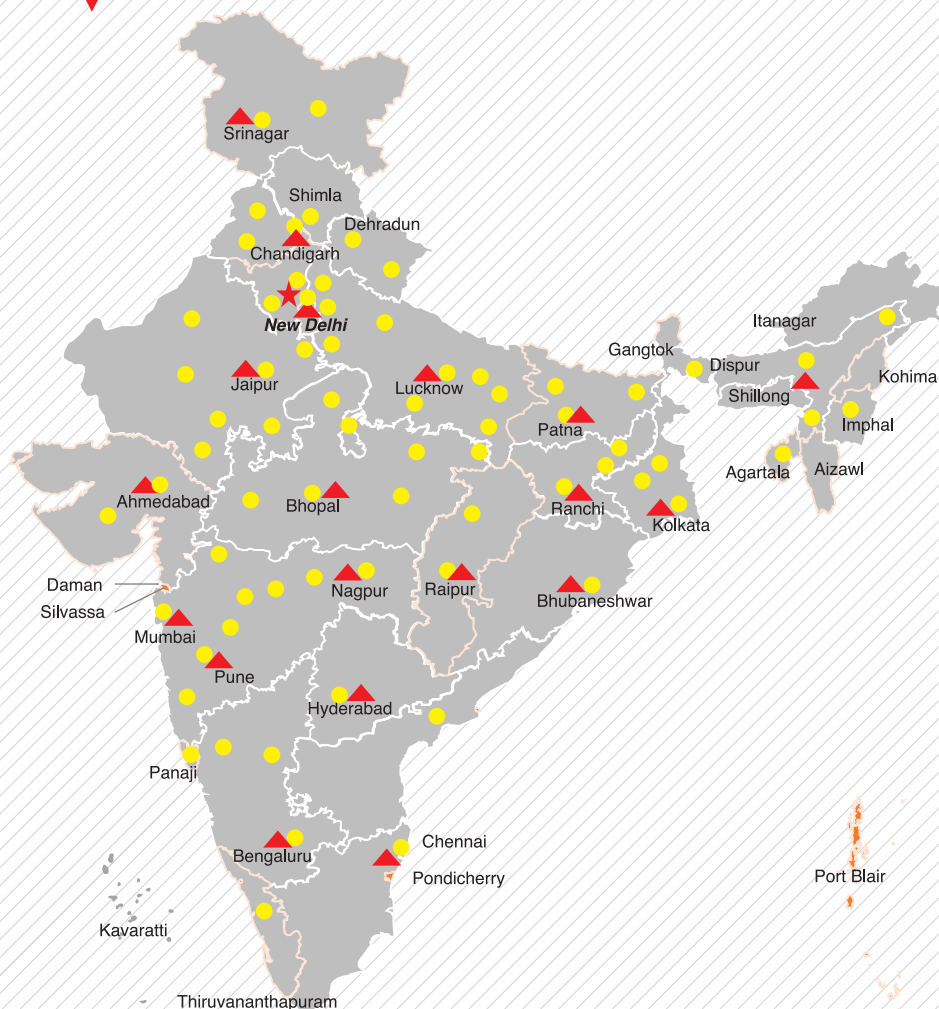 Srinagar
Shimla
Dehradun
Chandigarh
New Delhi
Itanagar
Gangtok
Dispur
Kohima
Jaipur
Lucknow
Shillong
Imphal
Patna
Agartala
Aizawl
Ahmedabad
Bhopal
Ranchi
Kolkata
Daman
Nagpur
Raipur
Bhubaneshwar
Silvassa
Mumbai
Pune
Hyderabad
Panaji
Chennai
Bengaluru
Pondicherry
Port Blair
Kavaratti
Thiruvananthapuram